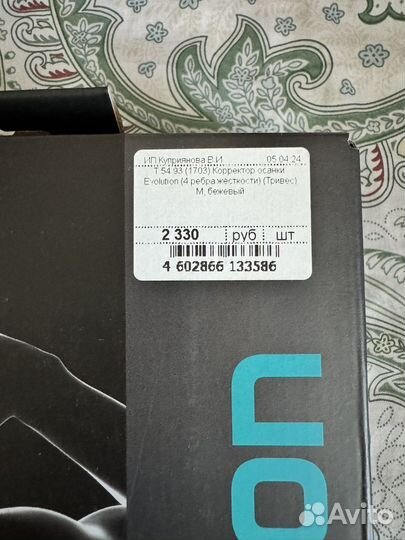 ИП Куприянова В.И. 05.04.24
Т.54.93 (1703) Корректор осанки
Evolution (4 ребра жесткости) (Тривес)
М, бежевый
2 330 руб шт
4 602866 133586
on
Avito